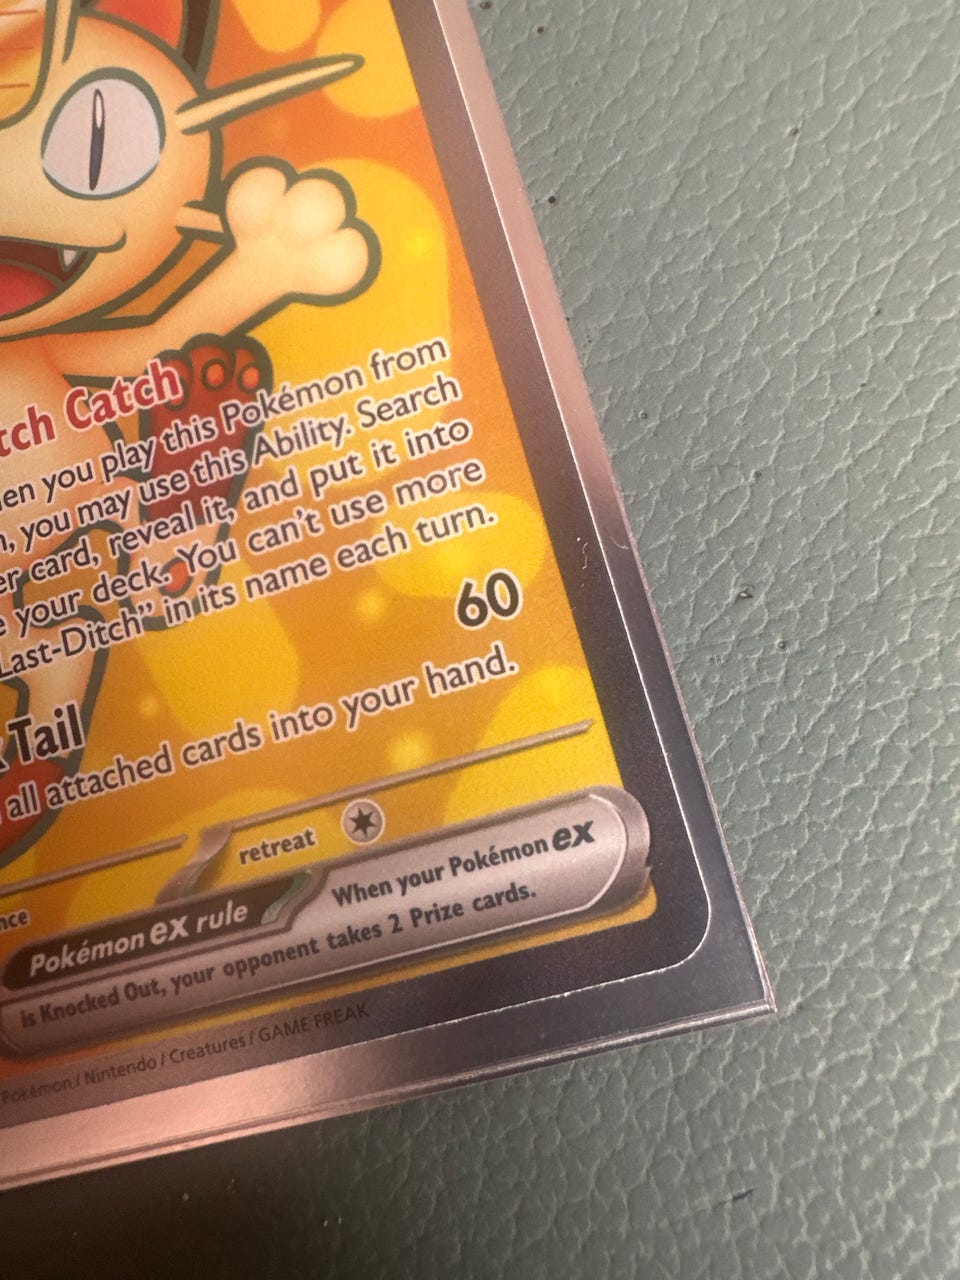 tch Catch
en you play this Pokémon from
, you may use this Ability. Search
er card, reveal it, and put it into
e your deck. You can't use more
Last-Ditch" in its name each turn.
60
Tail
all attached cards into your hand.
nce
retreat
Pokémon ex rule
When your Pokémon ex
is Knocked Out, your opponent takes 2 Prize cards.
Pokémon / Nintendo / Creatures / GAME FREAK